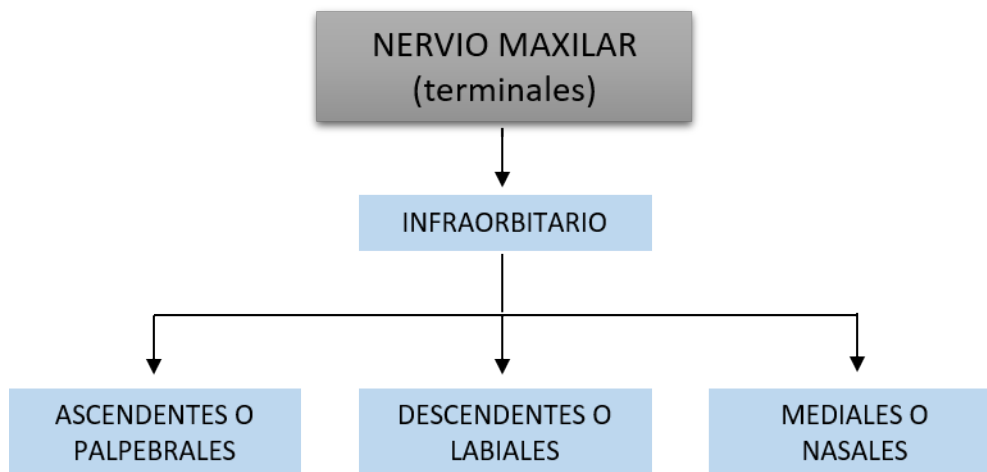 NERVIO MAXILAR
(terminales)
INFRAORBITARIO
ASCENDENTES O
PALPEBRALES
DESCENDENTES O
LABIALES
MEDIALES O
NASALES